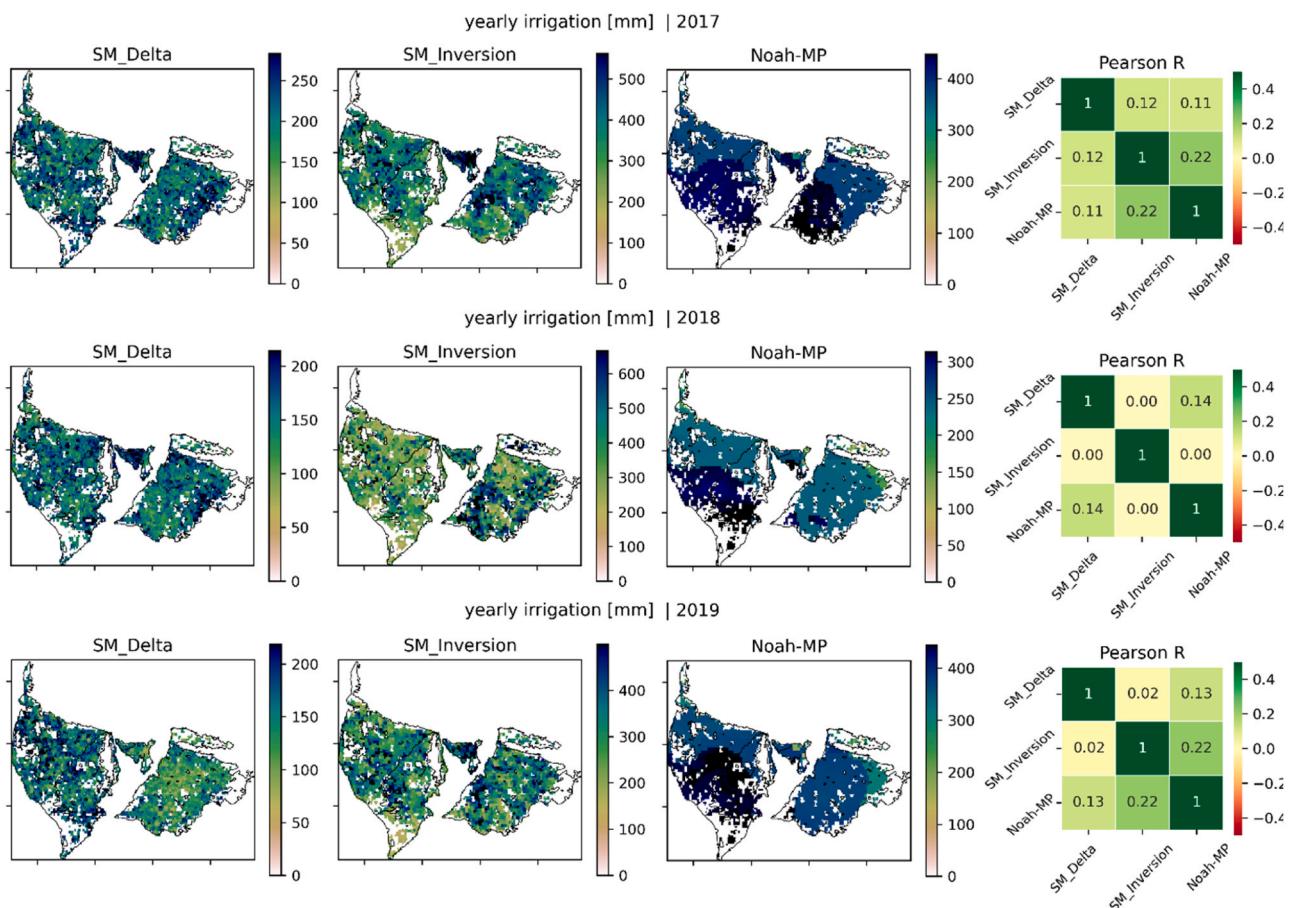 yearly irrigation [mm] | 2017
SM_Delta
SM_Inversion
Noah-MP
Pearson R
250
200
150
100
50
0
500
400
300
200
100
0
400
300
200
100
0
SM_Delta
SM_Inversion
Noah-MP
1
0.12
0.11
0.12
1
0.22
0.11
0.22
1
SM_Delta
SM_Inversion
Noah-MP
0.4
0.2
0.0
−0.2
−0.4
yearly irrigation [mm] | 2018
SM_Delta
SM_Inversion
Noah-MP
Pearson R
200
150
100
50
0
600
500
400
300
200
100
0
300
250
200
150
100
50
0
SM_Delta
SM_Inversion
Noah-MP
1
0.00
0.14
0.00
1
0.00
0.14
0.00
1
SM_Delta
SM_Inversion
Noah-MP
0.4
0.2
0.0
−0.2
−0.4
yearly irrigation [mm] | 2019
SM_Delta
SM_Inversion
Noah-MP
Pearson R
200
150
100
50
0
400
300
200
100
0
400
300
200
100
0
SM_Delta
SM_Inversion
Noah-MP
1
0.02
0.13
0.02
1
0.22
0.13
0.22
1
SM_Delta
SM_Inversion
Noah-MP
0.4
0.2
0.0
−0.2
−0.4